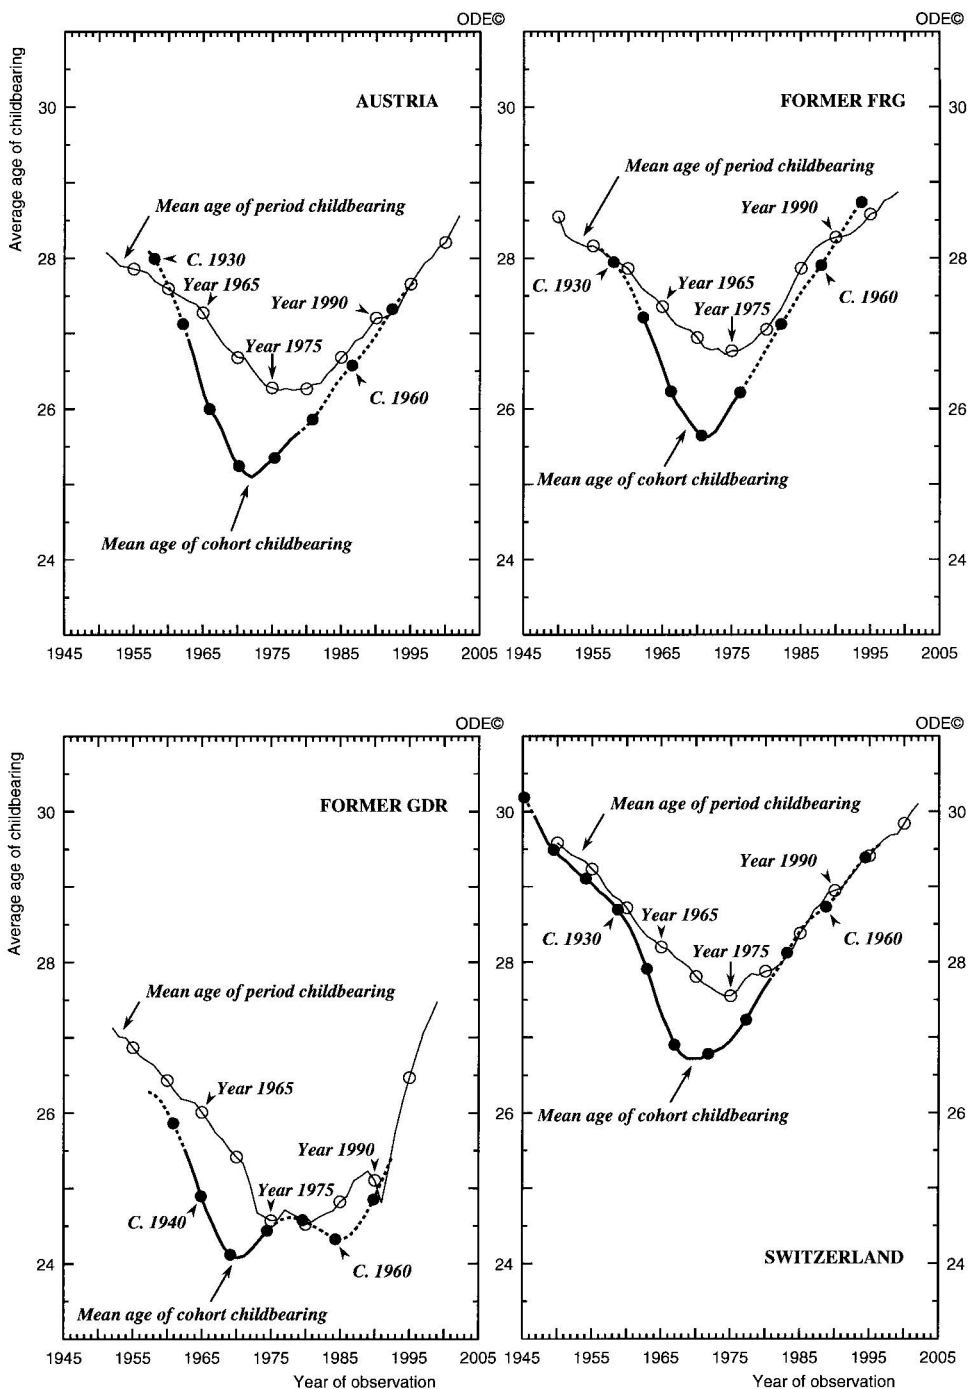 ODE©
ODE©
Average age of childbearing
AUSTRIA
FORMER FRG
30
30
28
28
26
26
24
24
Mean age of period childbearing
C. 1930
Year 1965
Year 1990
Year 1975
C. 1960
Mean age of cohort childbearing
Mean age of period childbearing
Year 1990
C. 1930
Year 1965
Year 1975
C. 1960
Mean age of cohort childbearing
1945 1955 1965 1975 1985 1995 2005
1945 1955 1965 1975 1985 1995 2005
ODE©
ODE©
Average age of childbearing
FORMER GDR
30
30
28
28
26
26
24
24
Mean age of period childbearing
Year 1965
Year 1990
Year 1975
C. 1940
C. 1960
Mean age of cohort childbearing
Mean age of period childbearing
Year 1990
Year 1965
C. 1930
Year 1975
C. 1960
Mean age of cohort childbearing
SWITZERLAND
1945 1955 1965 1975 1985 1995 2005
1945 1955 1965 1975 1985 1995 2005
Year of observation
Year of observation